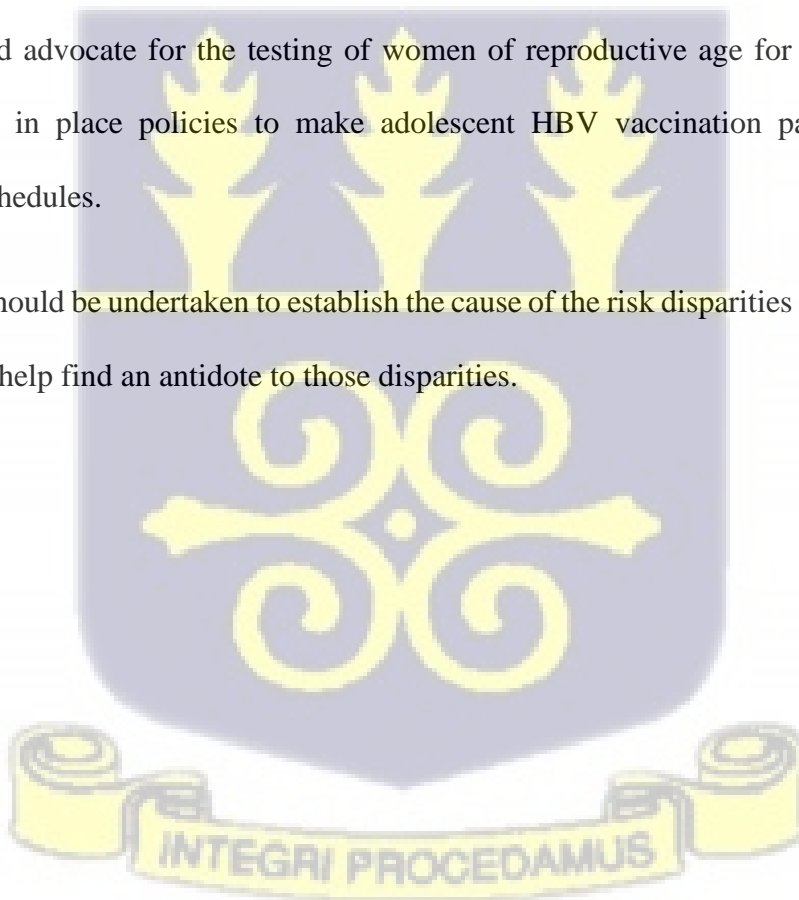 d advocate for the testing of women of reproductive age for
in place policies to make adolescent HBV vaccination pa
hedules.
hould be undertaken to establish the cause of the risk disparities
help find an antidote to those disparities.
INTEGRI PROCEDAMUS